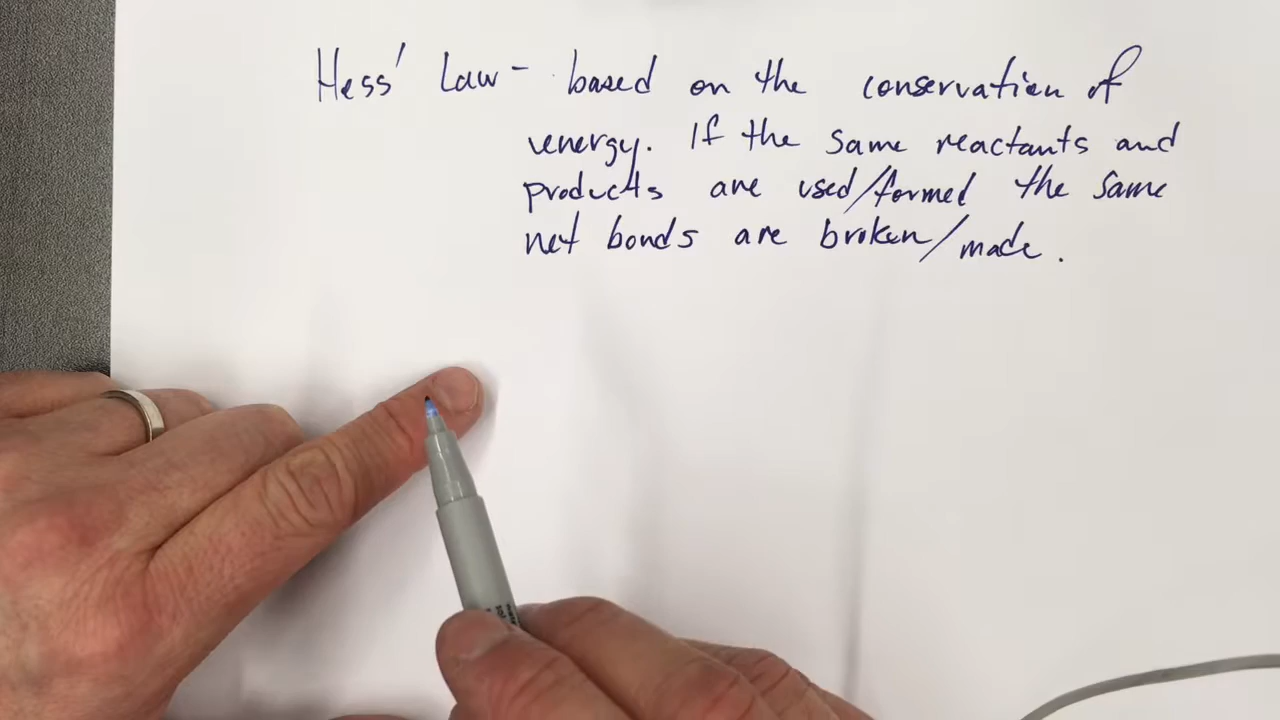 Hess' Law - based on the conservation of
energy. If the same reactants and
products are used/formed the same
net bonds are broken/made.